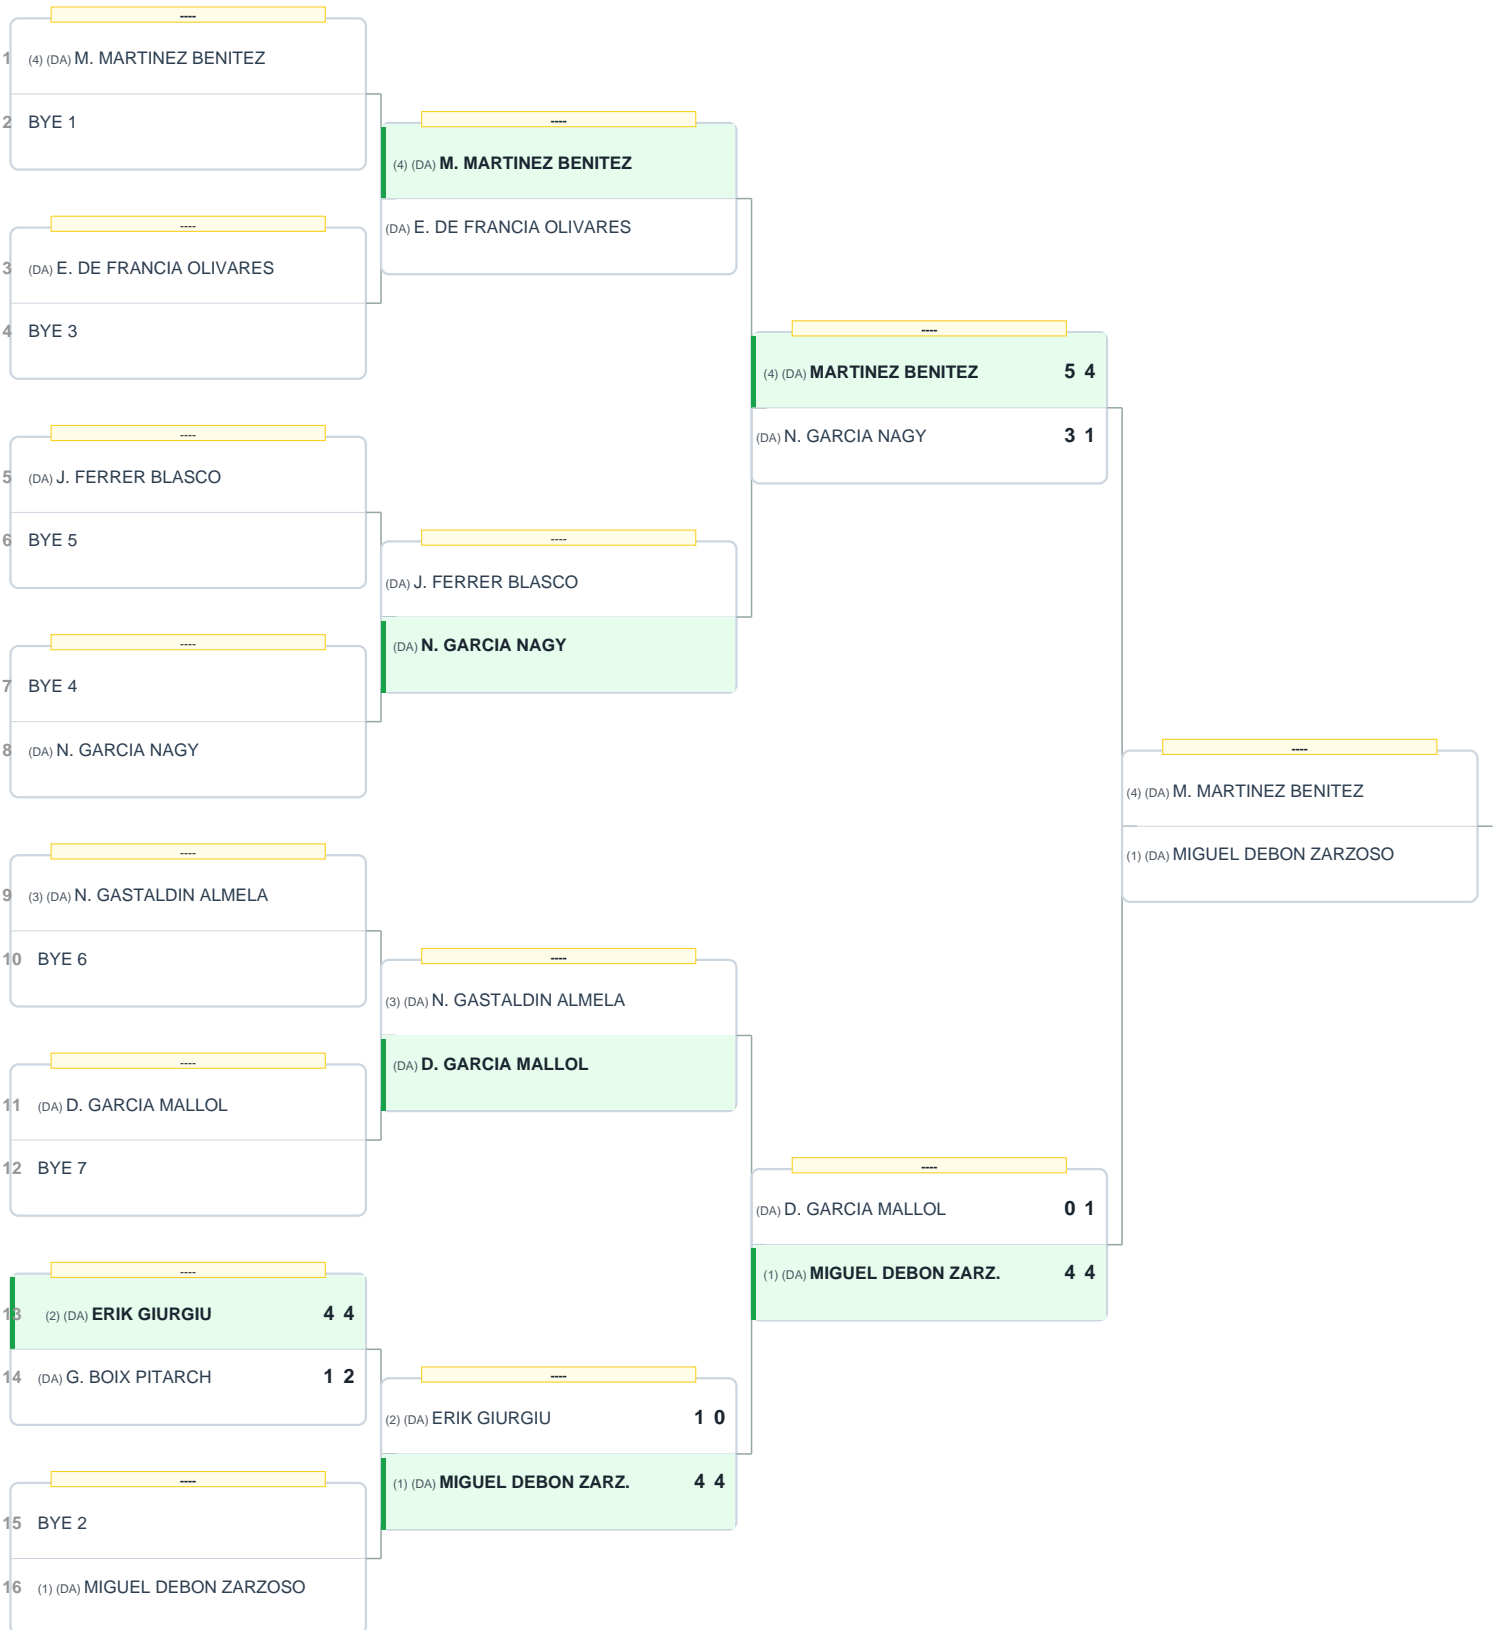 ----
1 (4) (DA) M. MARTINEZ BENITEZ
2 BYE 1
----
3 (DA) E. DE FRANCIA OLIVARES
4 BYE 3
----
5 (DA) J. FERRER BLASCO
6 BYE 5
----
7 BYE 4
8 (DA) N. GARCIA NAGY
----
9 (3) (DA) N. GASTALDIN ALMELA
10 BYE 6
----
11 (DA) D. GARCIA MALLOL
12 BYE 7
----
13 (2) (DA) ERIK GIURGIU 4 4
14 (DA) G. BOIX PITARCH 1 2
----
15 BYE 2
16 (1) (DA) MIGUEL DEBON ZARZOSO
----
(4) (DA) M. MARTINEZ BENITEZ
(DA) E. DE FRANCIA OLIVARES
----
(DA) J. FERRER BLASCO
(DA) N. GARCIA NAGY
----
(3) (DA) N. GASTALDIN ALMELA
(DA) D. GARCIA MALLOL
----
(2) (DA) ERIK GIURGIU 1 0
(1) (DA) MIGUEL DEBON ZARZ. 4 4
----
(4) (DA) MARTINEZ BENITEZ 5 4
(DA) N. GARCIA NAGY 3 1
----
(DA) D. GARCIA MALLOL 0 1
(1) (DA) MIGUEL DEBON ZARZ. 4 4
----
(4) (DA) M. MARTINEZ BENITEZ
(1) (DA) MIGUEL DEBON ZARZOSO